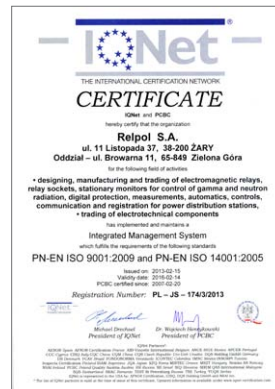 IQNet
THE INTERNATIONAL CERTIFICATION NETWORK
CERTIFICATE
IQNet and PCBC
hereby certify that the organization
Relpol S.A.
ul. 11 Listopada 37, 38-200 ŻARY
Oddział – ul. Browarna 11, 65-849 Zielona Góra
for the following field of activities
• designing, manufacturing and trading of electromagnetic relays,
relay sockets, stationary monitors for control of gamma and neutron
radiation, digital protection, measurements, automatics, controls,
communication and registration for power distribution stations,
• trading of electrotechnical components
has implemented and maintains a
Integrated Management System
which fulfills the requirements of the following standards
PN-EN ISO 9001:2009 and PN-EN ISO 14001:2005
Issued on: 2013-02-15
Validity date: 2016-02-14
PCBC certified since: 2007-02-20
Registration Number: PL – JS – 174/3/2013
Michael Drechsel
President of IQNet
Dr. Wojciech Henrykowski
President of PCBC